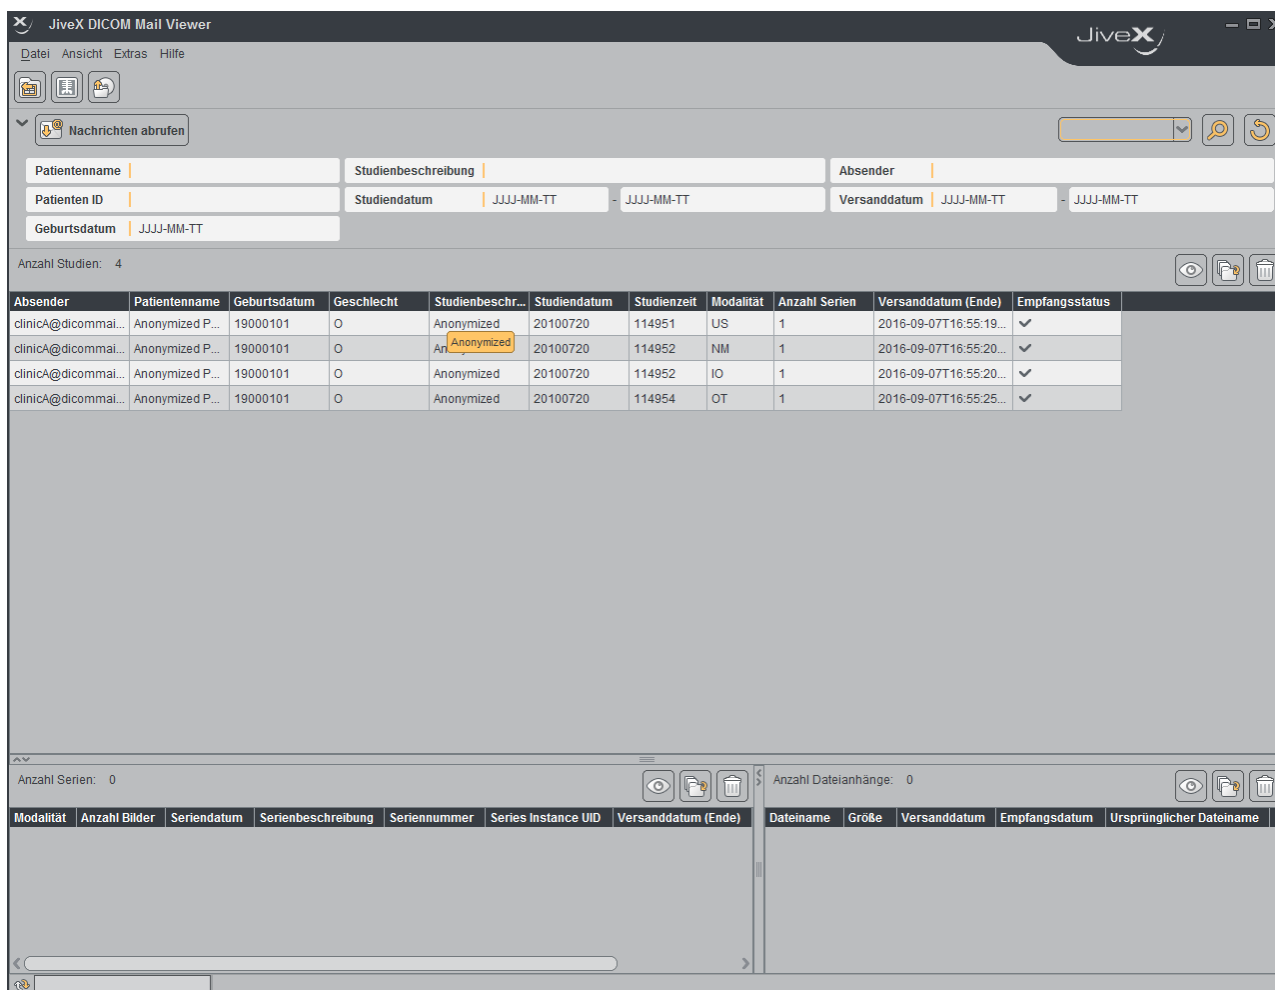 JiveX DICOM Mail Viewer
JiveX
Datei Ansicht Extras Hilfe
Nachrichten abrufen
Patientenname Studienbeschreibung Absender
Patienten ID Studiendatum JJJJ-MM-TT - JJJJ-MM-TT Versanddatum JJJJ-MM-TT - JJJJ-MM-TT
Geburtsdatum JJJJ-MM-TT
Anzahl Studien: 4
Absender Patientenname Geburtsdatum Geschlecht Studienbeschr... Studiendatum Studienzeit Modalität Anzahl Serien Versanddatum (Ende) Empfangsstatus
clinicA@dicommai... Anonymized P... 19000101 O Anonymized 20100720 114951 US 1 2016-09-07T16:55:19...
Anonymized
clinicA@dicommai... Anonymized P... 19000101 O An 20100720 114952 NM 1 2016-09-07T16:55:20...
clinicA@dicommai... Anonymized P... 19000101 O Anonymized 20100720 114952 IO 1 2016-09-07T16:55:20...
clinicA@dicommai... Anonymized P... 19000101 O Anonymized 20100720 114954 OT 1 2016-09-07T16:55:25...
Anzahl Serien: 0 Anzahl Dateianhänge: 0
Modalität Anzahl Bilder Seriendatum Serienbeschreibung Seriennummer Series Instance UID Versanddatum (Ende) Dateiname Größe Versanddatum Empfangsdatum Ursprünglicher Dateiname